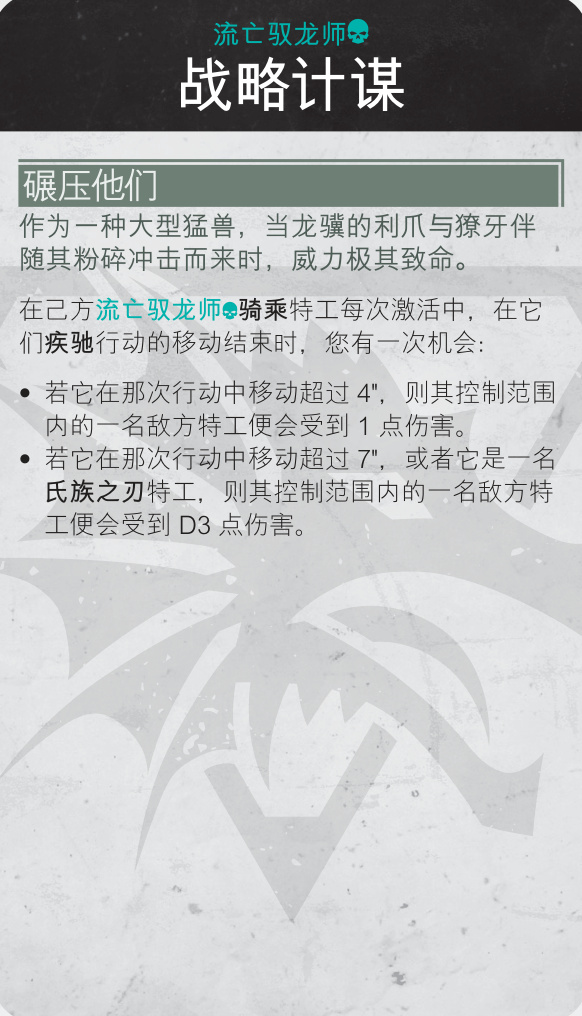 流亡驭龙师
战略计谋
碾压他们
作为一种大型猛兽，当龙骥的利爪与獠牙伴
随其粉碎冲击而来时，威力极其致命。
在己方流亡驭龙师骑乘特工每次激活中，在它
们疾驰行动的移动结束时，您有一次机会:
• 若它在那次行动中移动超过 4"，则其控制范围
内的一名敌方特工便会受到 1 点伤害。
• 若它在那次行动中移动超过 7"，或者它是一名
氏族之刃特工，则其控制范围内的一名敌方特
工便会受到 D3 点伤害。